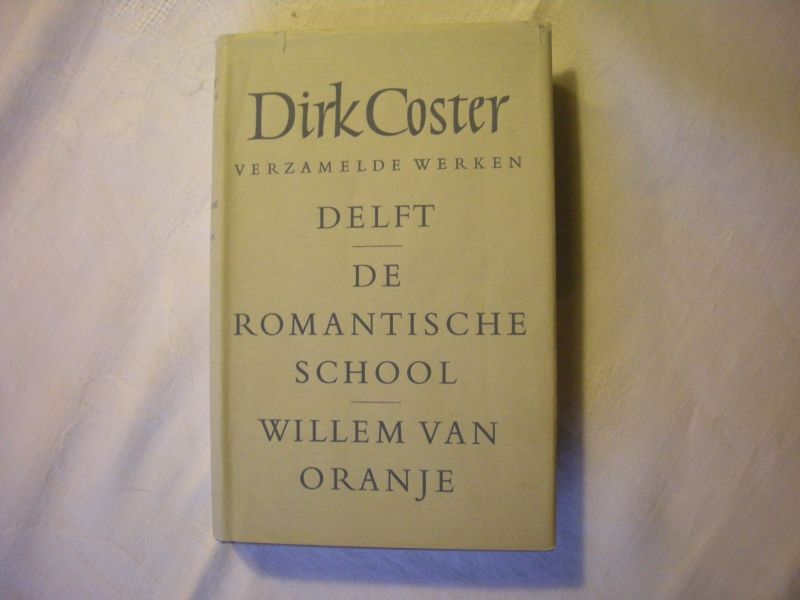 Dirk Coster
VERZAMELDE WERKEN
DELFT
DE
ROMANTISCHE
SCHOOL
WILLEM VAN
ORANJE